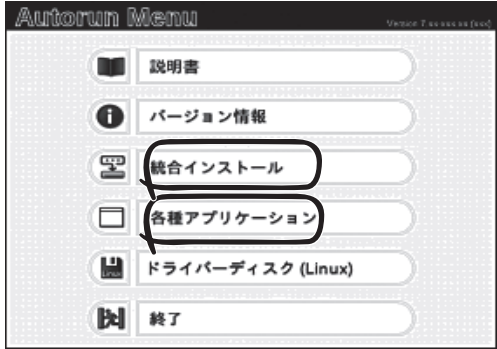 Autorun Menu
説明書
バージョン情報
統合インストール
各種アプリケーション
ドライバーディスク (Linux)
終了